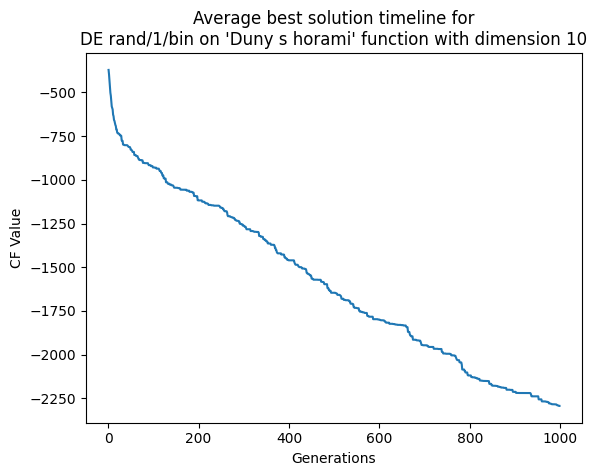 Average best solution timeline for
DE rand/1/bin on 'Duny s horami' function with dimension 10
CF Value
−500
−750
−1000
−1250
−1500
−1750
−2000
−2250
0 200 400 600 800 1000
Generations